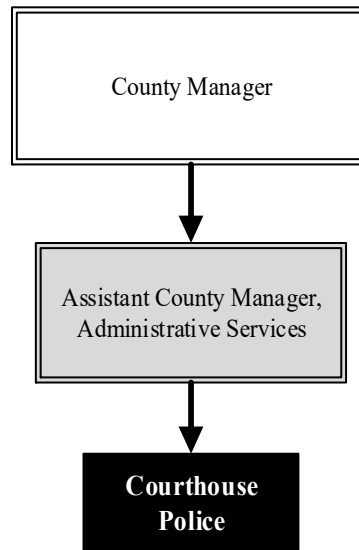 County Manager
Assistant County Manager,
Administrative Services
Courthouse
Police